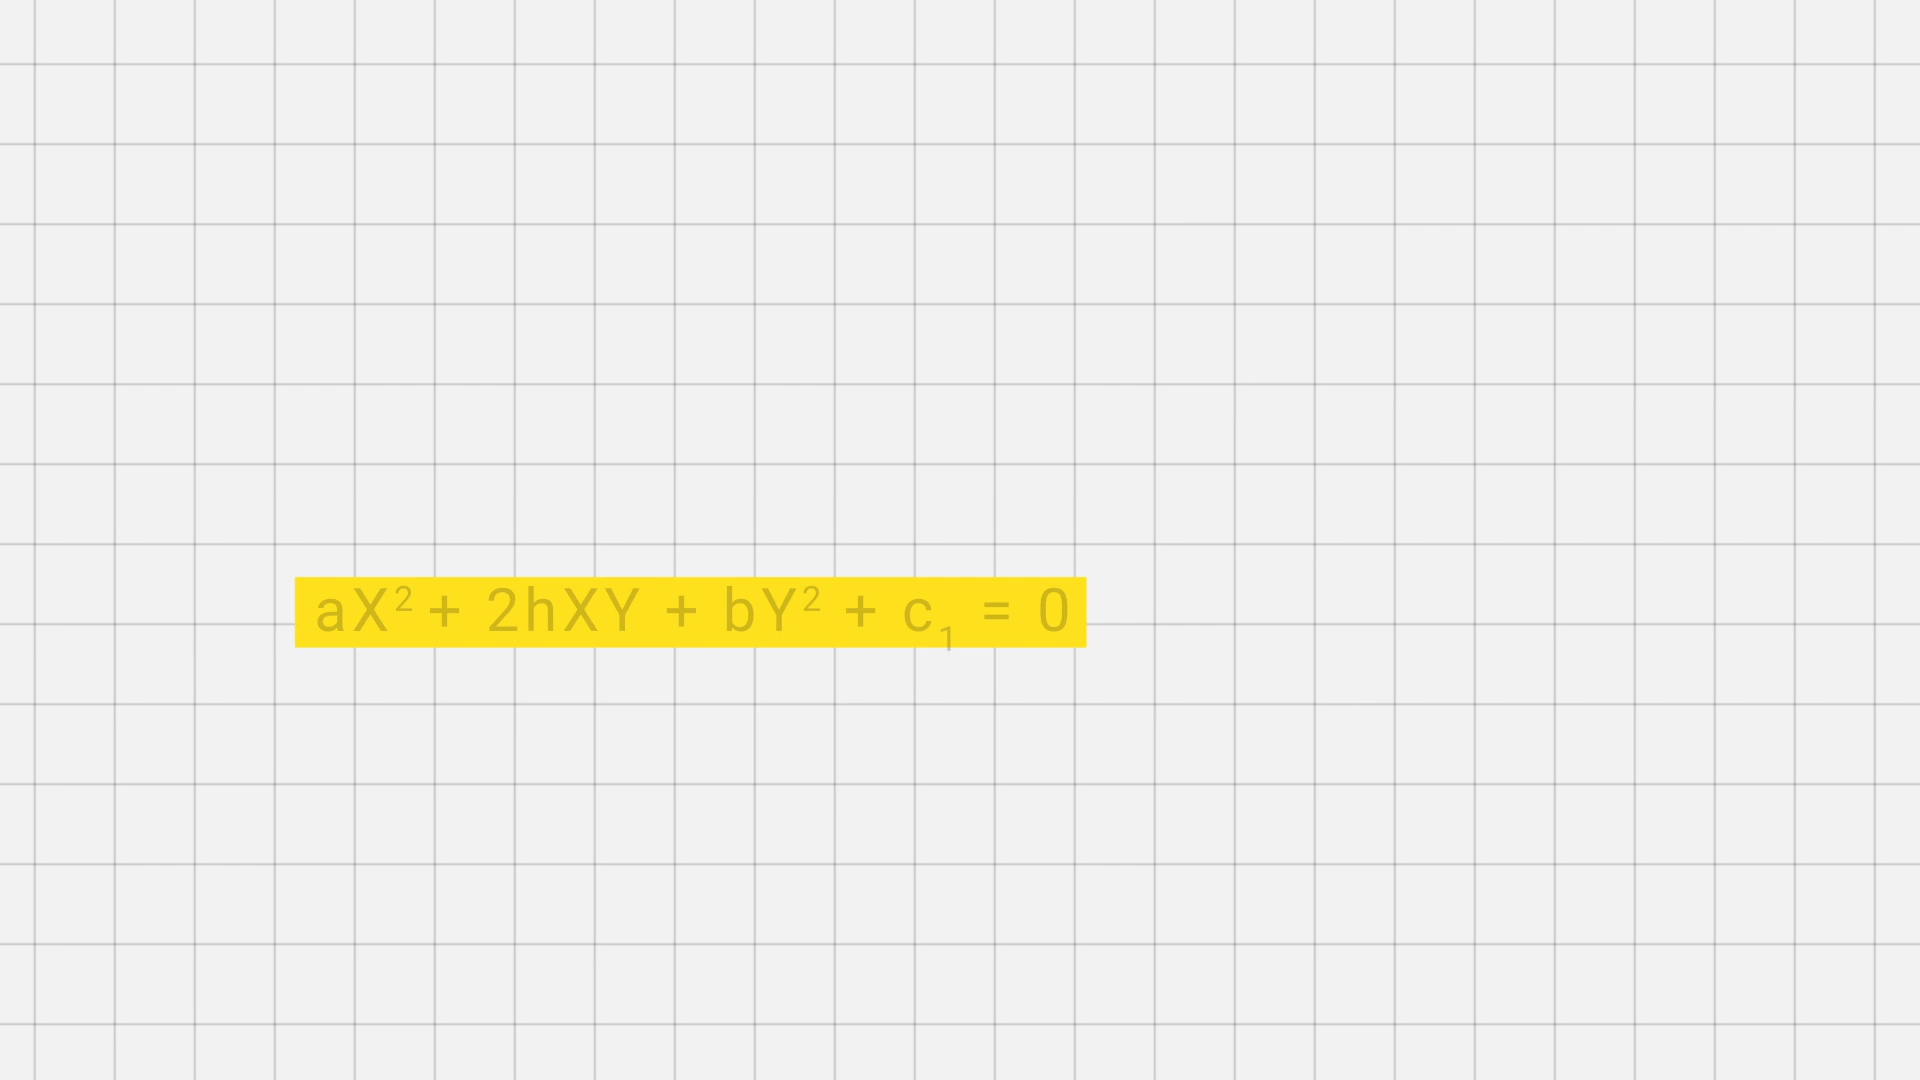 aX² + 2hXY + bY² + c₁ = 0